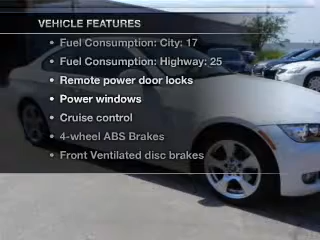 VEHICLE FEATURES
• Fuel Consumption: City: 17
• Fuel Consumption: Highway: 25
• Remote power door locks
• Power windows
• Cruise control
• 4-wheel ABS Brakes
• Front Ventilated disc brakes